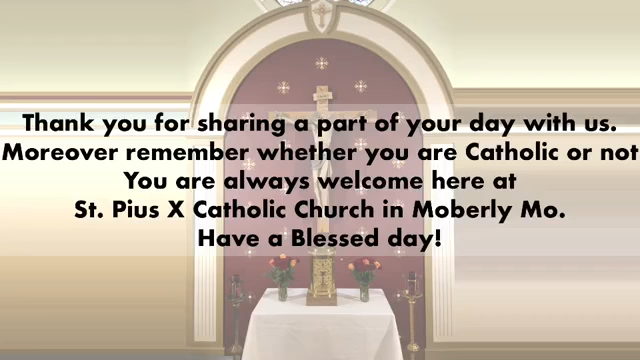 Thank you for sharing a part of your day with us.
Moreover remember whether you are Catholic or not
You are always welcome here at
St. Pius X Catholic Church in Moberly Mo.
Have a Blessed day!